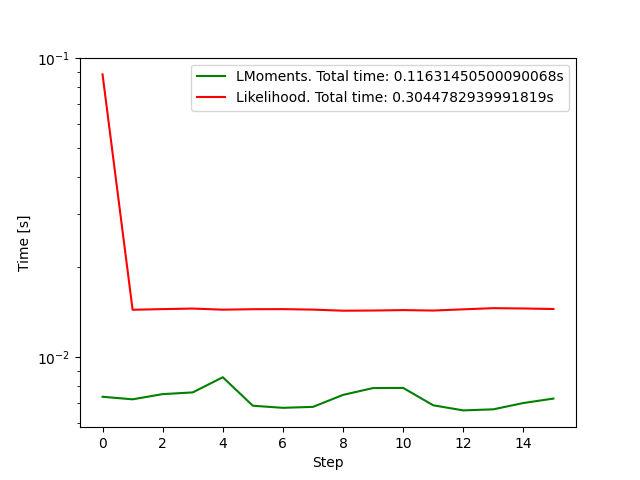 10⁻¹
LMoments. Total time: 0.11631450500090068s
Likelihood. Total time: 0.3044782939991819s
Time [s]
10⁻²
0 2 4 6 8 10 12 14
Step